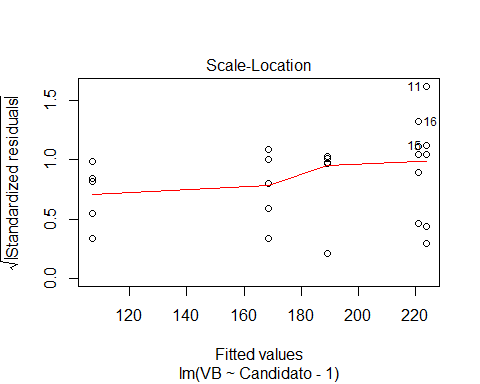 Scale-Location
√|Standardized residuals|
0.0 0.5 1.0 1.5
11
16
15
120 140 160 180 200 220
Fitted values
lm(VB ~ Candidato - 1)